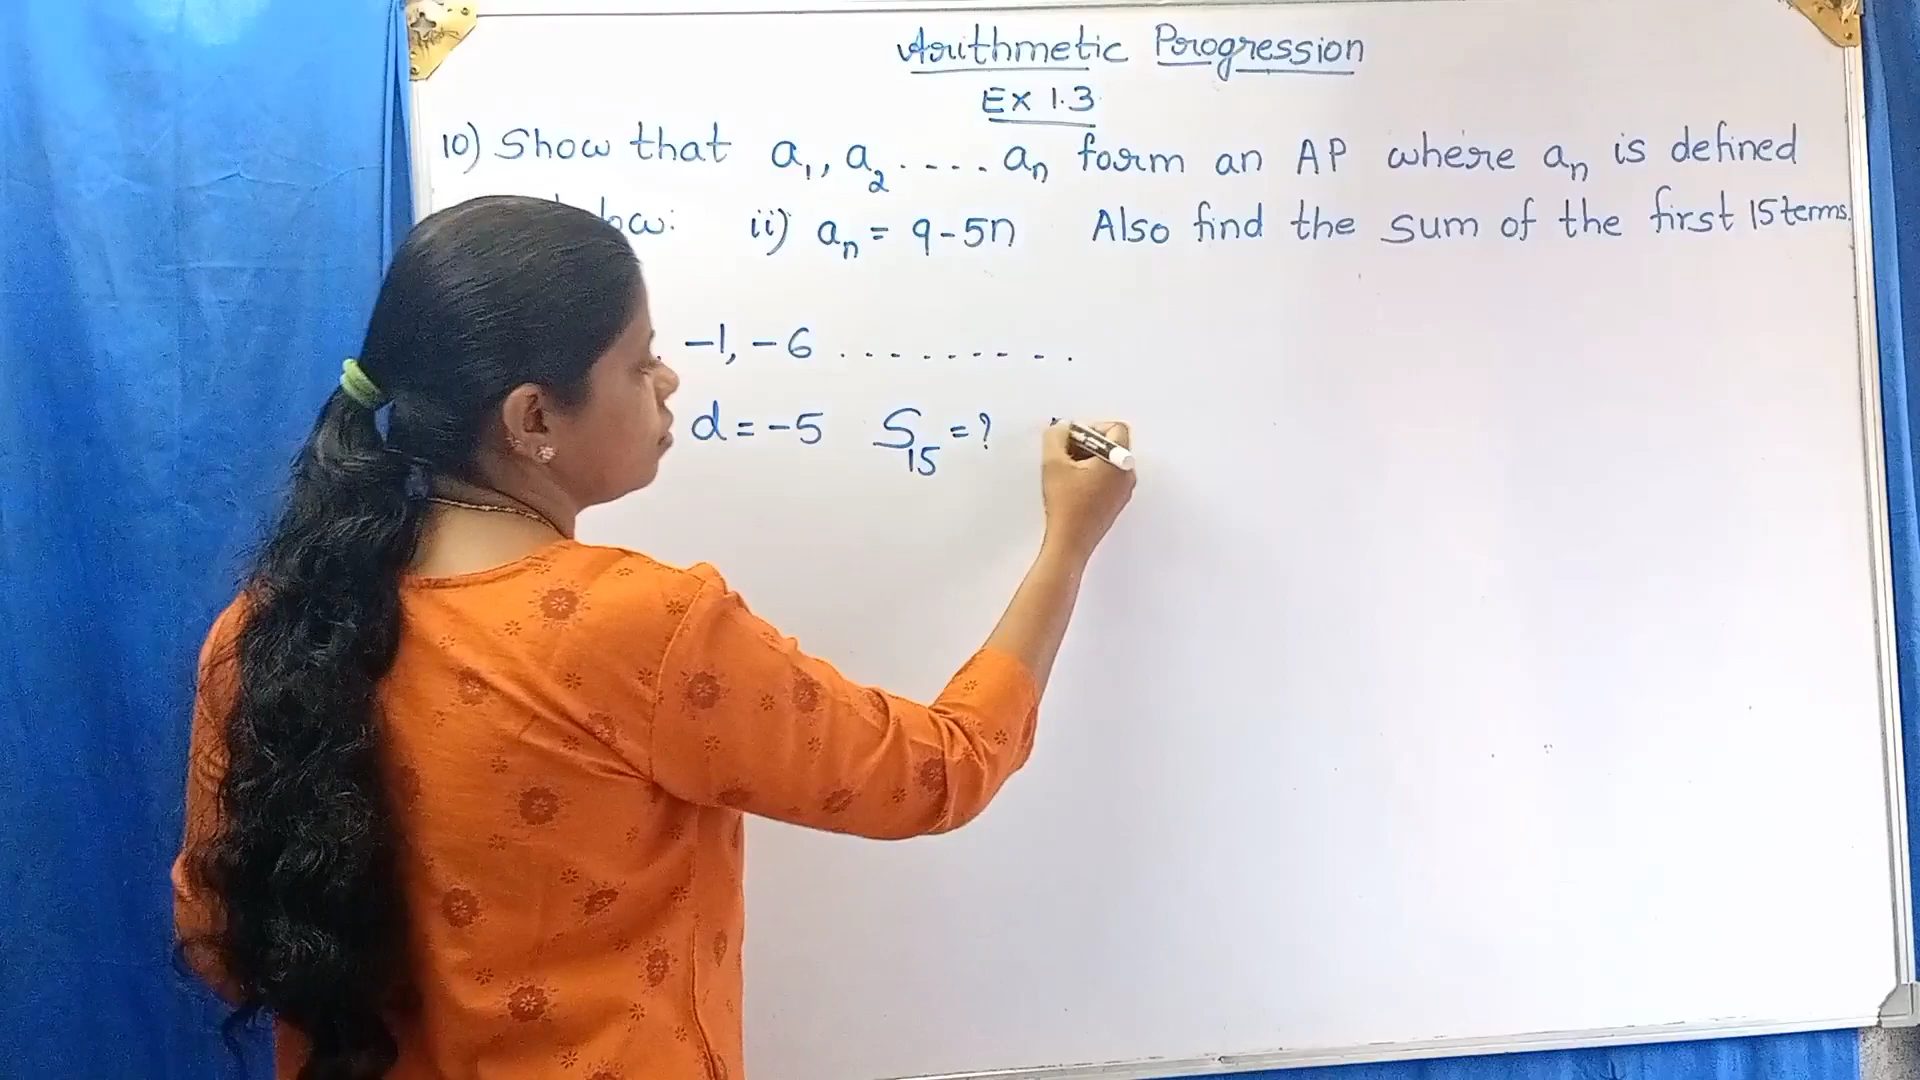 Arithmetic Progression
Ex 1.3
10) Show that a₁, a₂ ..... aₙ form an AP where aₙ is defined
ii) aₙ = 9-5n Also find the sum of the first 15 terms.
-1, -6 .........
d = -5 S₁₅ = ?